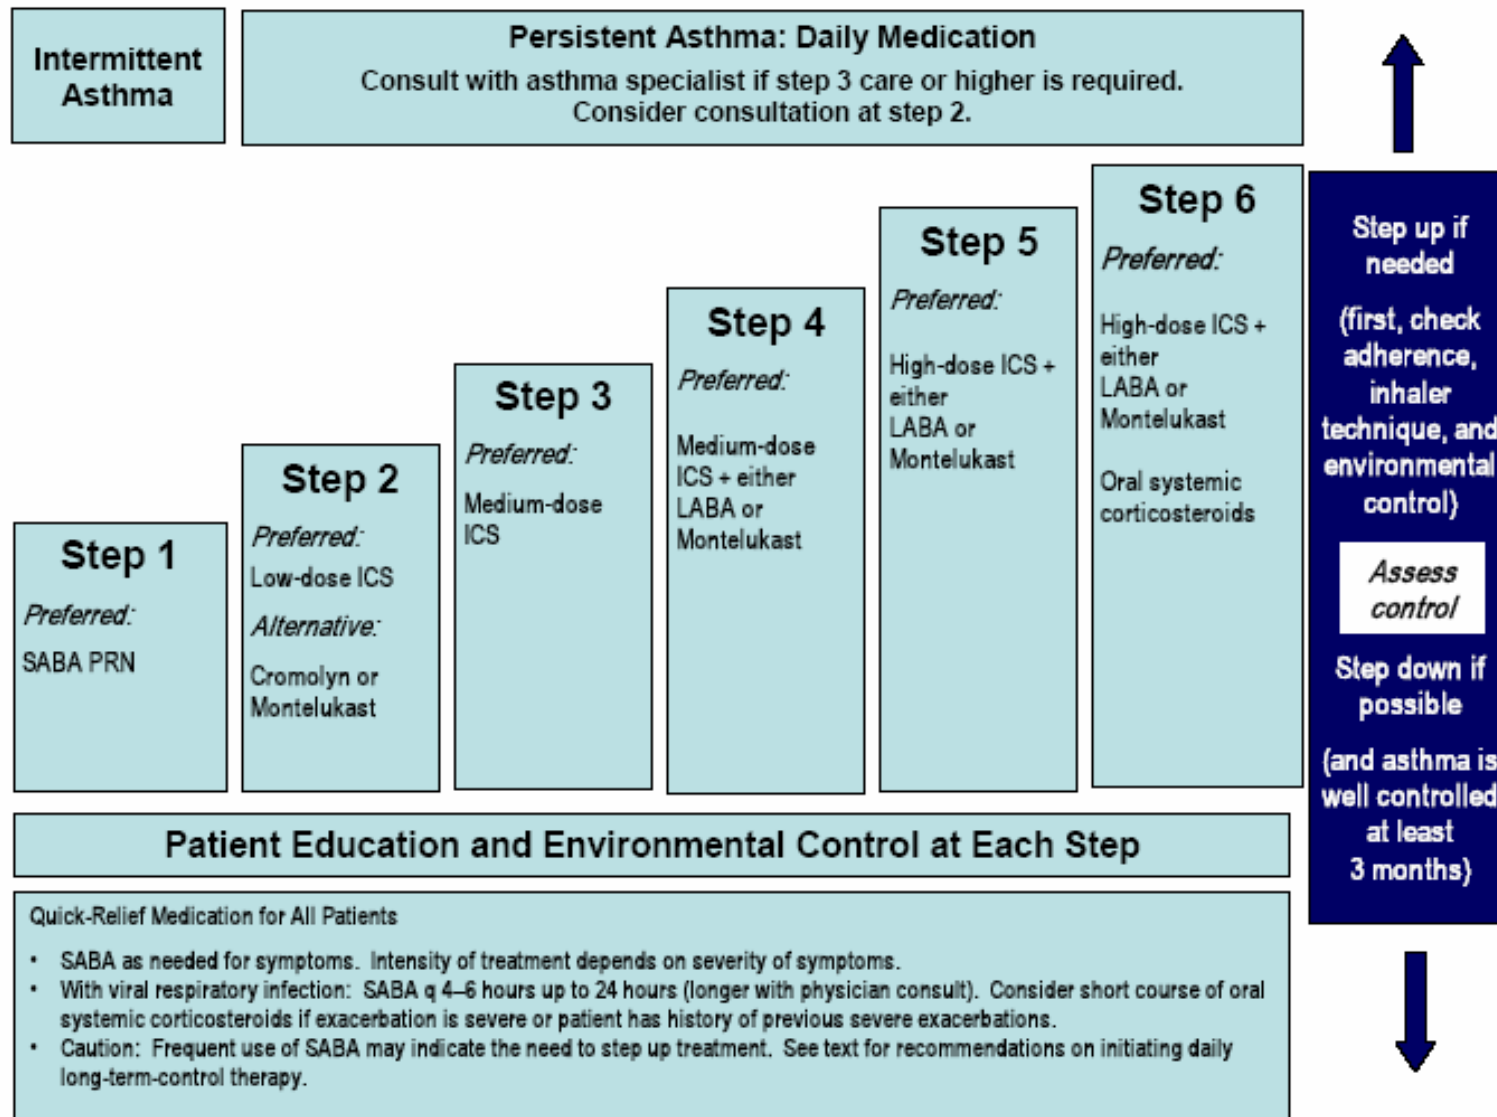 Intermittent
Asthma
Persistent Asthma: Daily Medication
Consult with asthma specialist if step 3 care or higher is required.
Consider consultation at step 2.
Step 1
Preferred:
SABA PRN
Step 2
Preferred:
Low-dose ICS
Alternative:
Cromolyn or
Montelukast
Step 3
Preferred:
Medium-dose
ICS
Step 4
Preferred:
Medium-dose
ICS + either
LABA or
Montelukast
Step 5
Preferred:
High-dose ICS +
either
LABA or
Montelukast
Step 6
Preferred:
High-dose ICS +
either
LABA or
Montelukast
Oral systemic
corticosteroids
Step up if
needed
(first, check
adherence,
inhaler
technique, and
environmental
control)
Assess
control
Step down if
possible
(and asthma is
well controlled
at least
3 months)
Patient Education and Environmental Control at Each Step
Quick-Relief Medication for All Patients
• SABA as needed for symptoms. Intensity of treatment depends on severity of symptoms.
• With viral respiratory infection: SABA q 4–6 hours up to 24 hours (longer with physician consult). Consider short course of oral
systemic corticosteroids if exacerbation is severe or patient has history of previous severe exacerbations.
• Caution: Frequent use of SABA may indicate the need to step up treatment. See text for recommendations on initiating daily
long-term-control therapy.